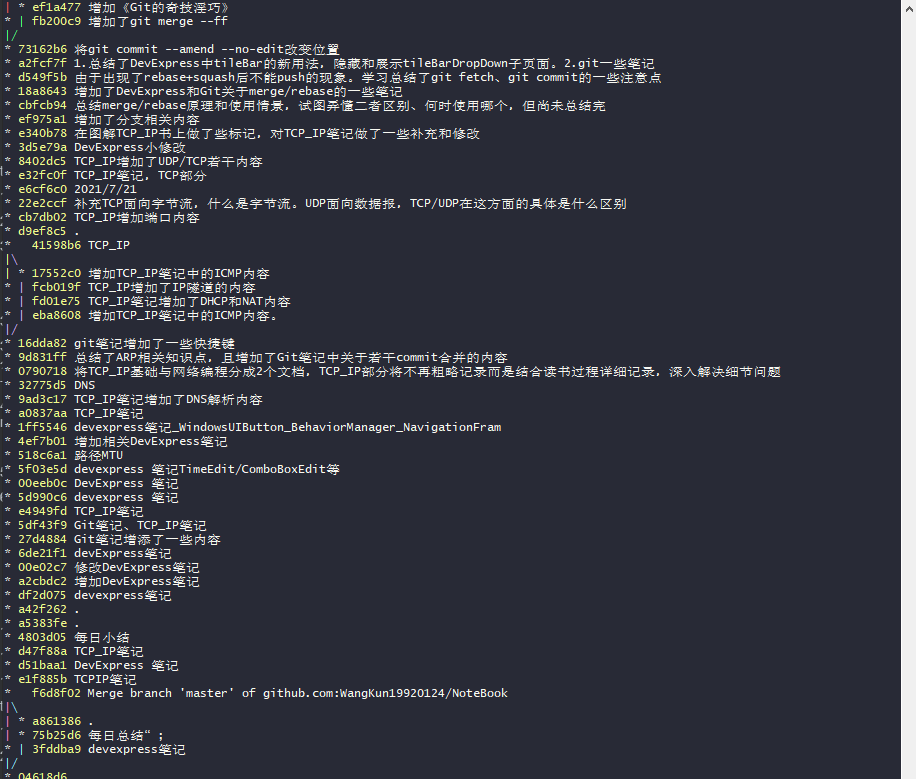 | * ef1a477 增加《Git的奇技淫巧》
* | fb200c9 增加了git merge --ff
|/
* 73162b6 将git commit --amend --no-edit改变位置
* a2fcf7f 1.总结了DevExpress中tileBar的新用法，隐藏和展示tileBarDropDown子页面。2.git一些笔记
* d549f5b 由于出现了rebase+squash后不能push的现象。学习总结了git fetch、git commit的一些注意点
* 18a8643 增加了DevExpress和Git关于merge/rebase的一些笔记
* cbfcb94 总结merge/rebase原理和使用情景，试图弄懂二者区别、何时使用哪个，但尚未总结完
* ef975a1 增加了分支相关内容
* e340b78 在图解TCP_IP书上做了些标记，对TCP_IP笔记做了一些补充和修改
* 3d5e79a DevExpress小修改
* 8402dc5 TCP_IP增加了UDP/TCP若干内容
* e32fc0f TCP_IP笔记，TCP部分
* e6cf6c0 2021/7/21
* 22e2ccf 补充TCP面向字节流，什么是字节流。UDP面向数据报，TCP/UDP在这方面的具体是什么区别
* cb7db02 TCP_IP增加端口内容
* d9ef8c5 .
*   41598b6 TCP_IP
|\
| * 17552c0 增加TCP_IP笔记中的ICMP内容
* | fcb019f TCP_IP增加了IP隧道的内容
* | fd01e75 TCP_IP笔记增加了DHCP和NAT内容
* | eba8608 增加TCP_IP笔记中的ICMP内容。
|/
* 16dda82 git笔记增加了一些快捷键
* 9d831ff 总结了ARP相关知识点，且增加了Git笔记中关于若干commit合并的内容
* 0790718 将TCP_IP基础与网络编程分成2个文档，TCP_IP部分将不再粗略记录而是结合读书过程详细记录，深入解决细节问题
* 32775d5 DNS
* 9ad3c17 TCP_IP笔记增加了DNS解析内容
* a0837aa TCP_IP笔记
* 1ff5546 devexpress笔记_WindowsUIButton_BehaviorManager_NavigationFram
* 4ef7b01 增加相关DevExpress笔记
* 518c6a1 路径MTU
* 5f03e5d devexpress 笔记TimeEdit/ComboBoxEdit等
* 00eeb0c DevExpress 笔记
* 5d990c6 devexpress 笔记
* e4949fd TCP_IP笔记
* 5df43f9 Git笔记、TCP_IP笔记
* 27d4884 Git笔记增添了一些内容
* 6de21f1 devExpress笔记
* 00e02c7 修改DevExpress笔记
* a2cbdc2 增加DevExpress笔记
* df2d075 devexpress笔记
* a42f262 .
* a5383fe .
* 4803d05 每日小结
* d47f88a TCP_IP笔记
* d51baa1 DevExpress 笔记
* e1f885b TCPIP笔记
*   f6d8f02 Merge branch 'master' of github.com:WangKun19920124/NoteBook
|\
| * a861386 .
| * 75b25d6 每日总结“；
* | 3fddba9 devexpress笔记
|/
* 04618d6